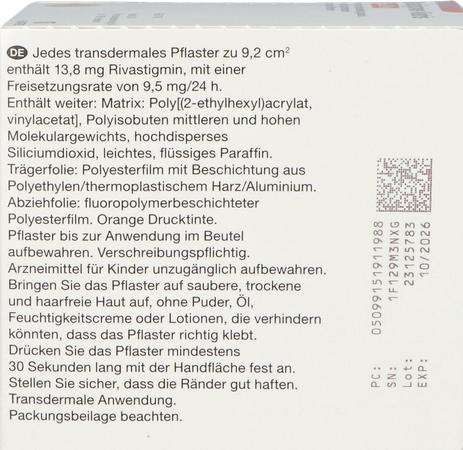 DE Jedes transdermales Pflaster zu 9,2 cm²
enthält 13,8 mg Rivastigmin, mit einer
Freisetzungsrate von 9,5 mg/24 h.
Enthält weiter: Matrix: Poly[(2-ethylhexyl)acrylat,
vinylacetat], Polyisobuten mittleren und hohen
Molekulargewichts, hochdisperses
Siliciumdioxid, leichtes, flüssiges Paraffin.
Trägerfolie: Polyesterfilm mit Beschichtung aus
Polyethylen/thermoplastischem Harz/Aluminium.
Abziehfolie: fluoropolymerbeschichteter
Polyesterfilm. Orange Drucktinte.
Pflaster bis zur Anwendung im Beutel
aufbewahren. Verschreibungspflichtig.
Arzneimittel für Kinder unzugänglich aufbewahren.
Bringen Sie das Pflaster auf saubere, trockene
und haarfreie Haut auf, ohne Puder, Öl,
Feuchtigkeitscreme oder Lotionen, die verhindern
könnten, dass das Pflaster richtig klebt.
Drücken Sie das Pflaster mindestens
30 Sekunden lang mit der Handfläche fest an.
Stellen Sie sicher, dass die Ränder gut haften.
Transdermale Anwendung.
Packungsbeilage beachten.
PC: 05099151911988
SN: 1F129M3NXG
Lot: 23125783
EXP: 10/2026